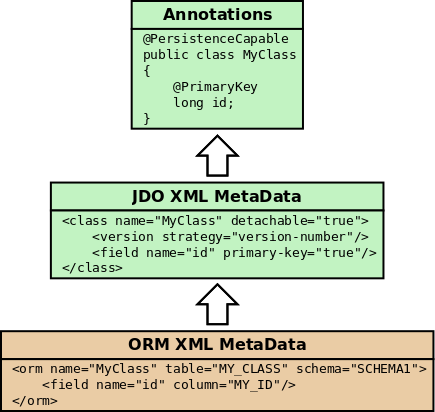 Annotations
@PersistenceCapable
public class MyClass
{
    @PrimaryKey
    long id;
}
JDO XML MetaData
<class name="MyClass" detachable="true">
    <version strategy="version-number"/>
    <field name="id" primary-key="true"/>
</class>
ORM XML MetaData
<orm name="MyClass" table="MY_CLASS" schema="SCHEMA1">
    <field name="id" column="MY_ID"/>
</orm>